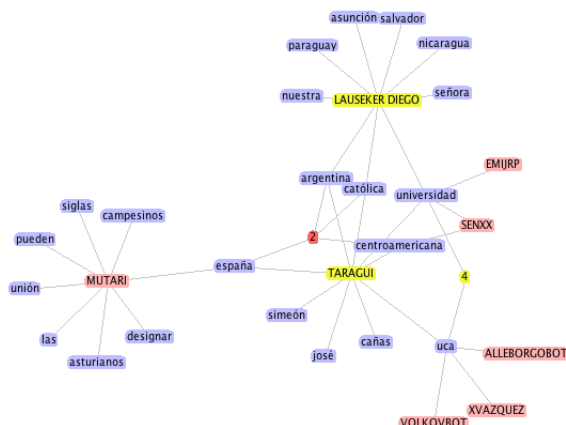 asunción
salvador
paraguay
nicaragua
nuestra
LAUSEKER DIEGO
señora
EMIJRP
argentina
católica
universidad
siglas
campesinos
SENXX
pueden
2
centroamericana
españa
TARAGUI
4
MUTARI
unión
simeón
las
designar
cañas
uca
asturianos
josé
ALLEBORGOBOT
XVAZQUEZ
VOLKOVBOT